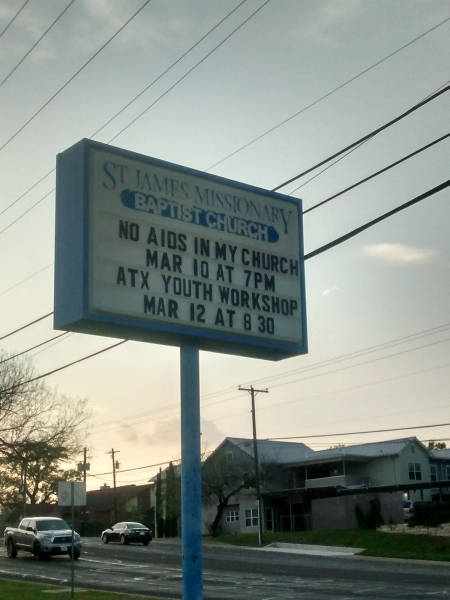 ST. JAMES MISSIONARY
BAPTIST CHURCH
NO AIDS IN MY CHURCH
MAR 10 AT 7PM
ATX YOUTH WORKSHOP
MAR 12 AT 8 30